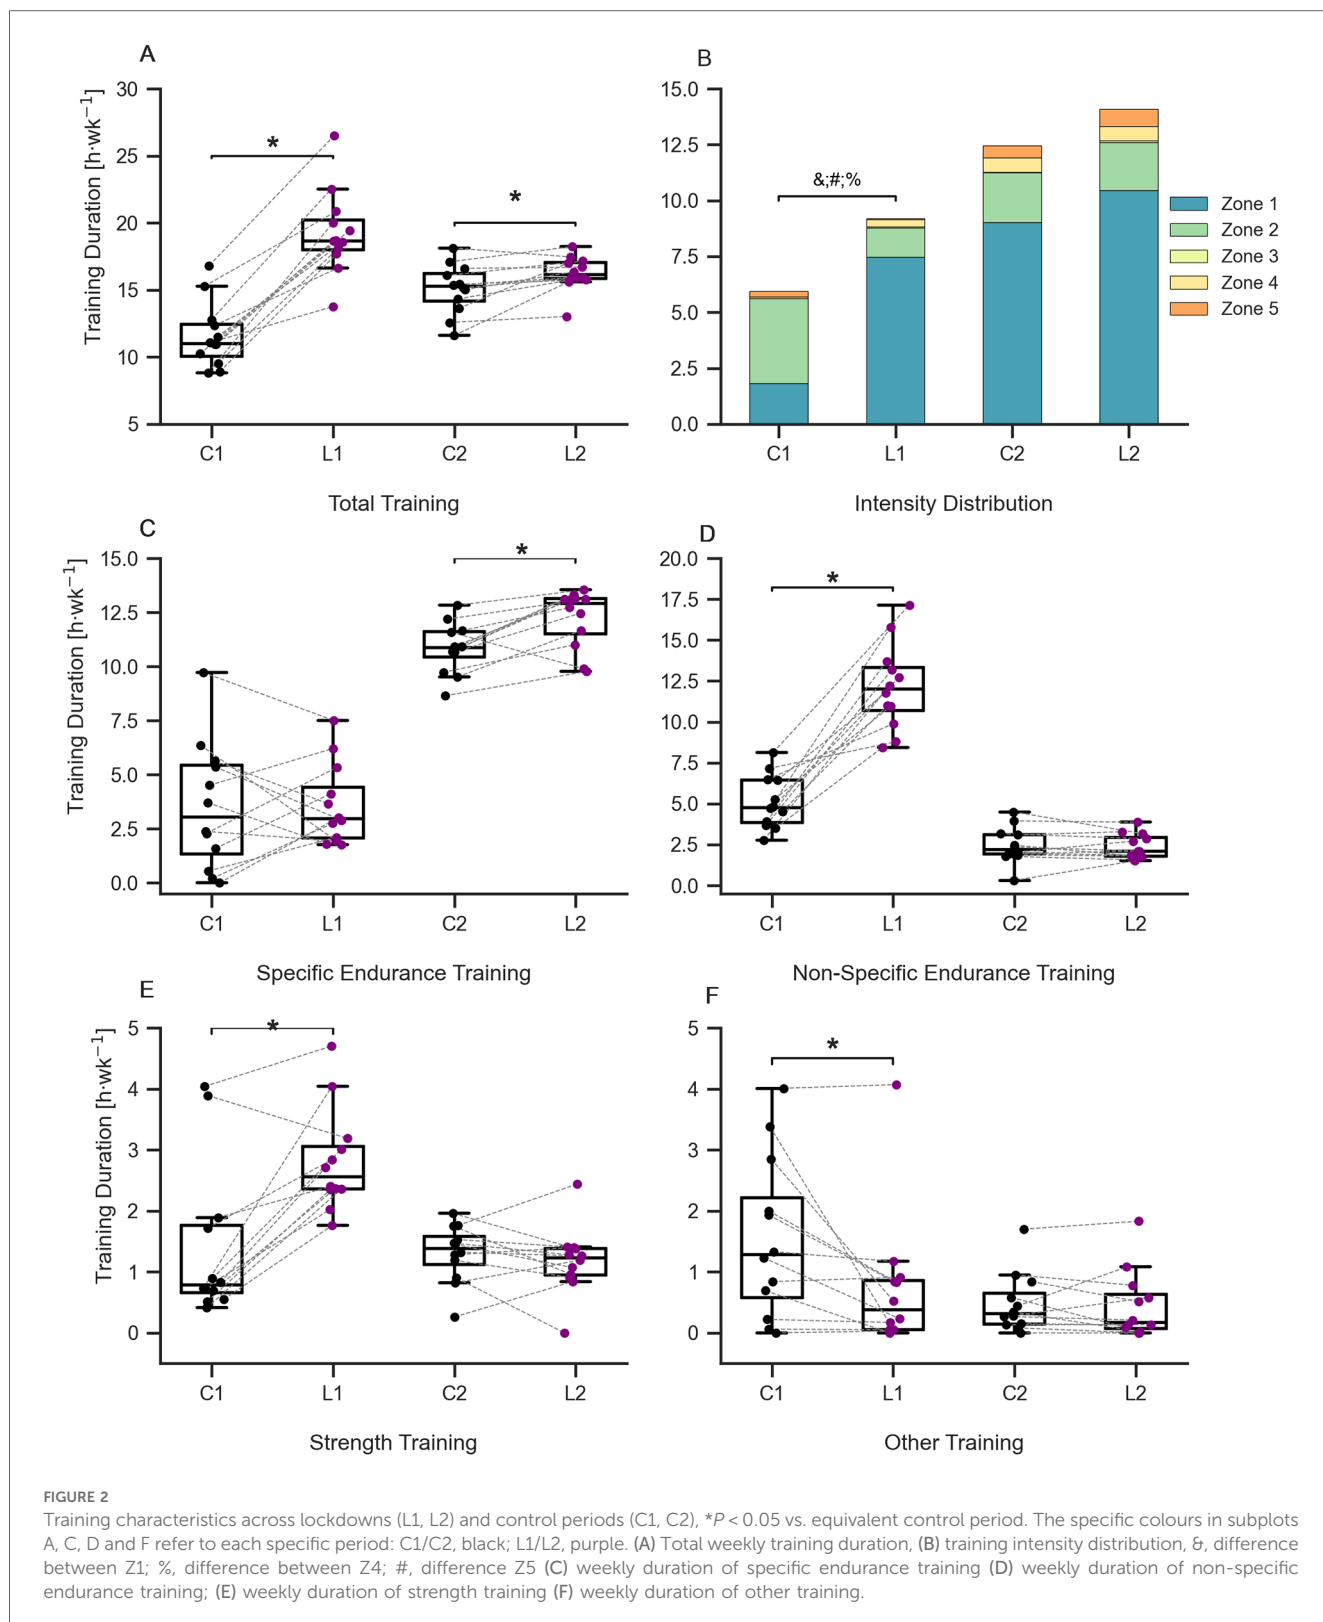 A
Training Duration [h·wk⁻¹]
30
25
20
15
10
5
*
*
C1 L1 C2 L2
Total Training
B
15.0
12.5
10.0
7.5
5.0
2.5
0.0
&;#;%
Zone 1
Zone 2
Zone 3
Zone 4
Zone 5
C1 L1 C2 L2
Intensity Distribution
C
Training Duration [h·wk⁻¹]
15.0
12.5
10.0
7.5
5.0
2.5
0.0
*
C1 L1 C2 L2
Specific Endurance Training
D
20.0
17.5
15.0
12.5
10.0
7.5
5.0
2.5
0.0
*
C1 L1 C2 L2
Non-Specific Endurance Training
E
Training Duration [h·wk⁻¹]
5
4
3
2
1
0
*
C1 L1 C2 L2
Strength Training
F
5
4
3
2
1
0
*
C1 L1 C2 L2
Other Training
FIGURE 2
Training characteristics across lockdowns (L1, L2) and control periods (C1, C2), *P < 0.05 vs. equivalent control period. The specific colours in subplots
A, C, D and F refer to each specific period: C1/C2, black; L1/L2, purple. (A) Total weekly training duration, (B) training intensity distribution, &, difference
between Z1; %, difference between Z4; #, difference Z5 (C) weekly duration of specific endurance training (D) weekly duration of non-specific
endurance training; (E) weekly duration of strength training (F) weekly duration of other training.